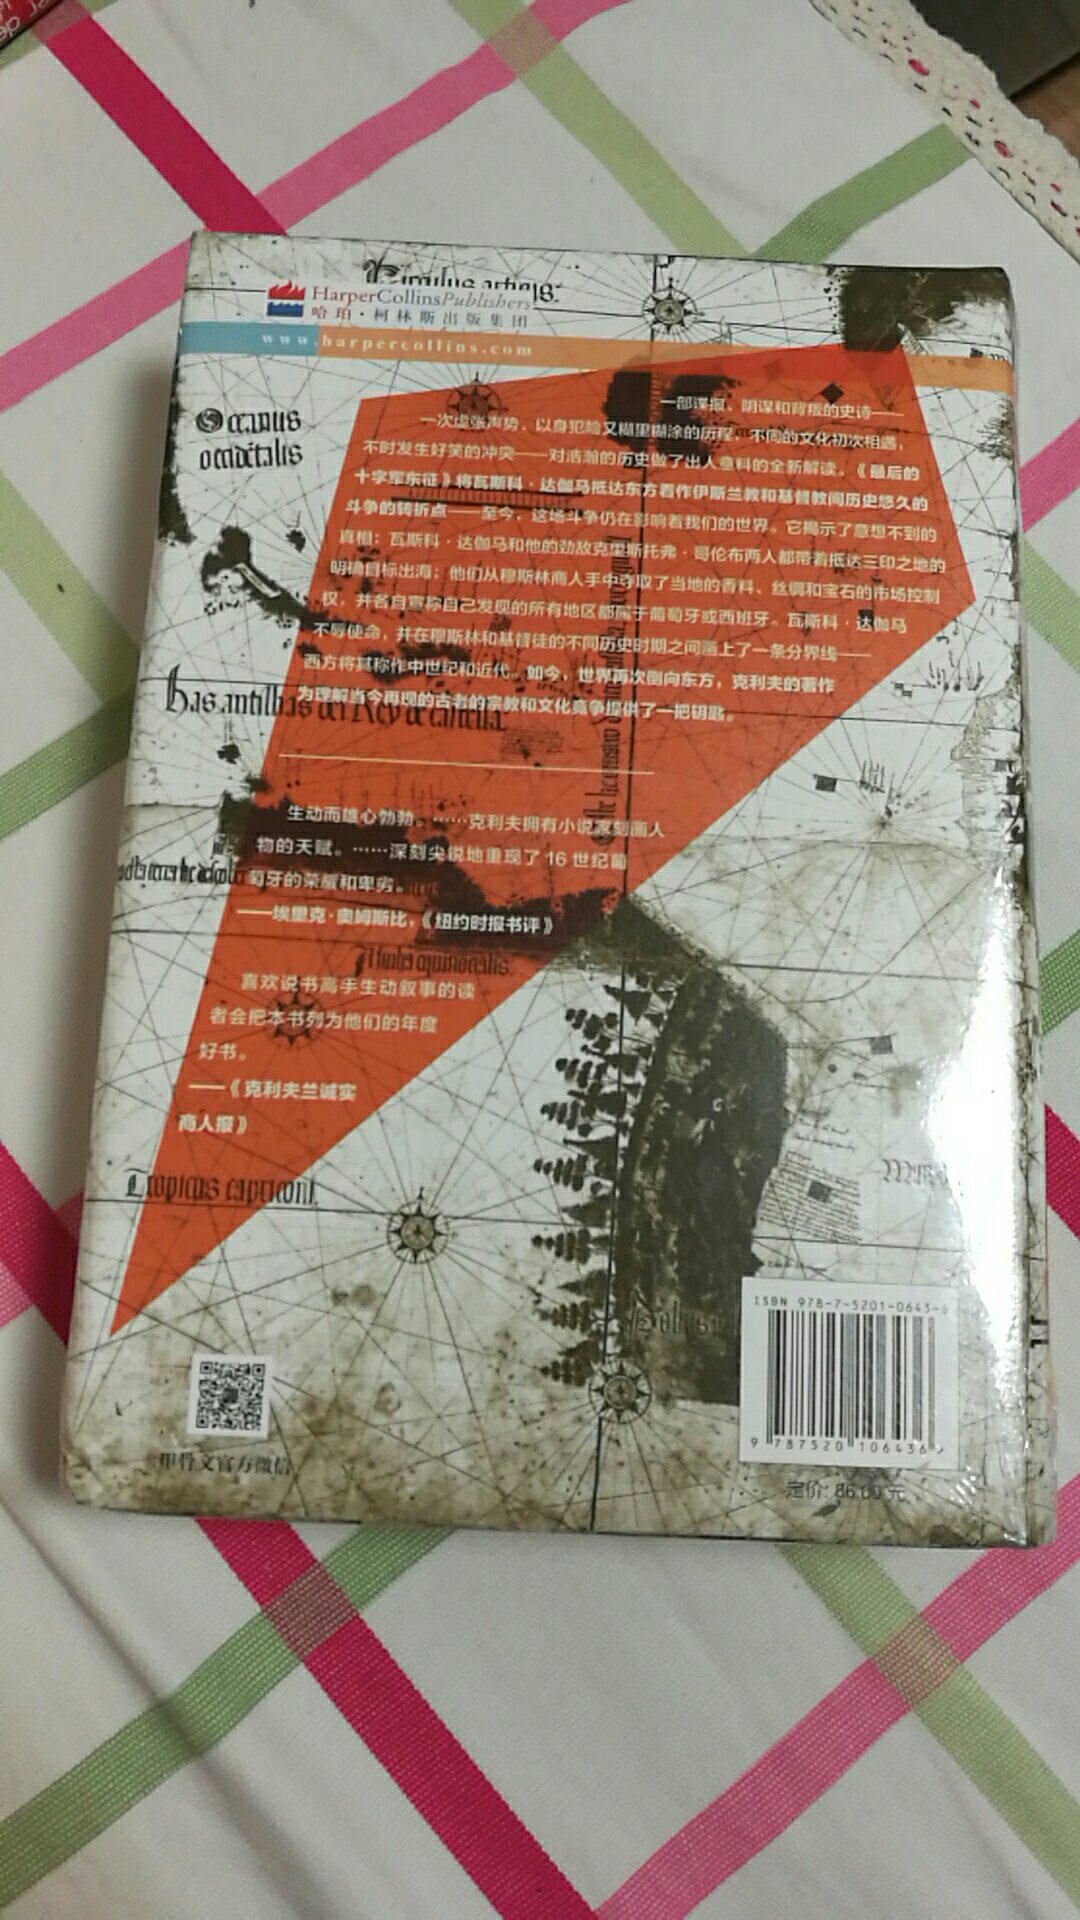 Circulus articus:
HarperCollinsPublishers
哈珀·柯林斯出版集团
www.harpercollins.com
Occanus
occidētalis
一部谍报、阴谋和背叛的史诗——
一次虚张声势、以身犯险又糊里糊涂的历程，不同的文化初次相遇，
不时发生好笑的冲突——对浩瀚的历史做了出人意料的全新解读。《最后的
十字军东征》将瓦斯科·达伽马抵达东方看作伊斯兰教和基督教间历史悠久的
斗争的转折点——至今，这场斗争仍在影响着我们的世界。它揭示了意想不到的
真相：瓦斯科·达伽马和他的劲敌克里斯托弗·哥伦布两人都带着抵达三印之地的
明确目标出海；他们从穆斯林商人手中夺取了当地的香料、丝绸和宝石的市场控制
权，并各自宣称自己发现的所有地区都属于葡萄牙或西班牙。瓦斯科·达伽马
不辱使命，并在穆斯林和基督徒的不同历史时期之间画上了一条分界线——
西方将其称作中世纪和近代。如今，世界再次倒向东方，克利夫的著作
为理解当今再现的古老的宗教和文化竞争提供了一把钥匙。
has antilhas del Rey de castella:
生动而雄心勃勃。……克利夫拥有小说家刻画人
物的天赋。……深刻尖锐地重现了16世纪葡
萄牙的荣耀和卑劣。
——埃里克·奥姆斯比，《纽约时报书评》
喜欢说书高手生动叙事的读
者会把本书列为他们的年度
好书。
——《克利夫兰诚实
商人报》
Tropicus capriconi.
ISBN 978-7-5201-0643-6
9 787520 106436 >
甲骨文官方微信
定价: 86.00元